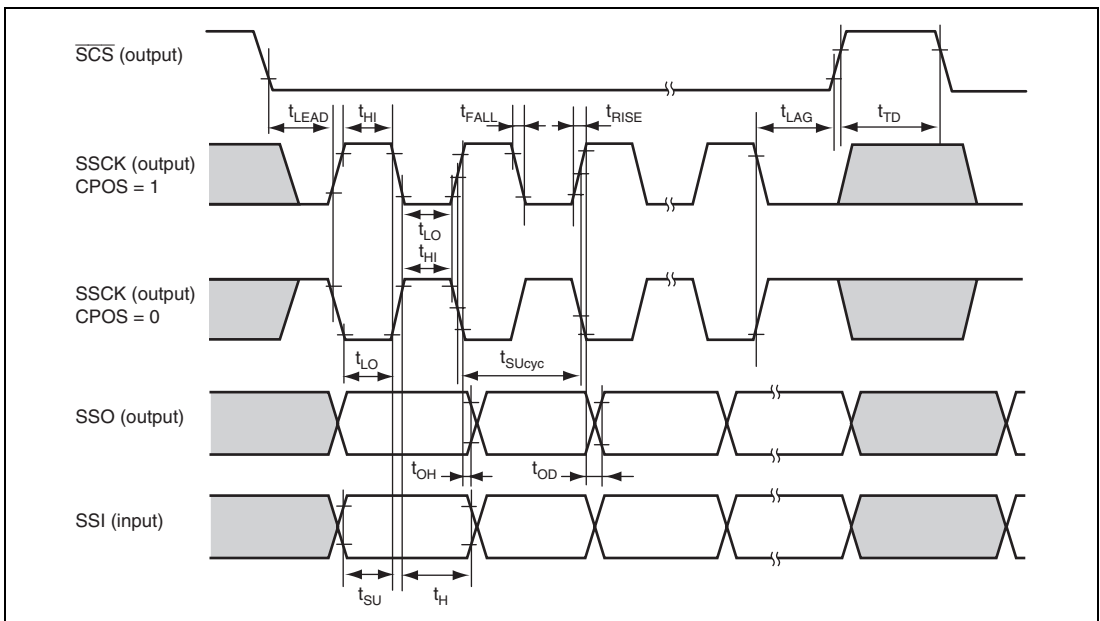 SCS (output)
tLEAD
tHI
tFALL
tRISE
tLAG
tTD
SSCK (output)
CPOS = 1
tLO
tHI
SSCK (output)
CPOS = 0
tLO
tSUcyc
SSO (output)
tOH
tOD
SSI (input)
tSU
tH